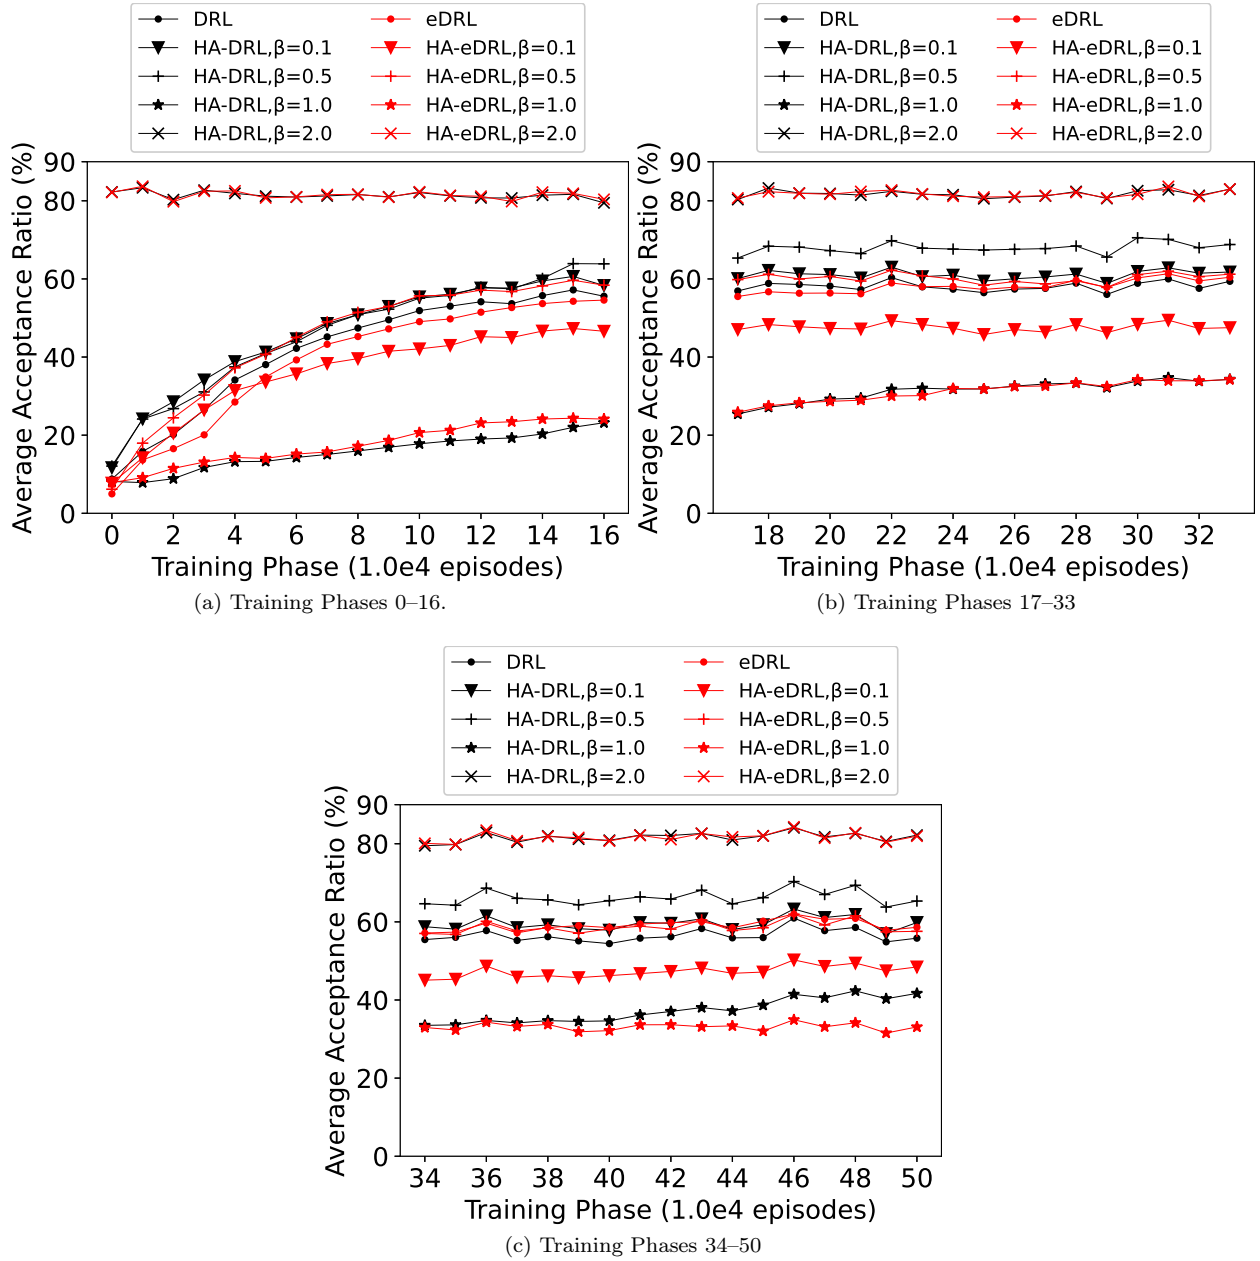 DRL
HA-DRL,β=0.1
HA-DRL,β=0.5
HA-DRL,β=1.0
HA-DRL,β=2.0
eDRL
HA-eDRL,β=0.1
HA-eDRL,β=0.5
HA-eDRL,β=1.0
HA-eDRL,β=2.0
Average Acceptance Ratio (%)
90
80
60
40
20
0
0 2 4 6 8 10 12 14 16
Training Phase (1.0e4 episodes)
(a) Training Phases 0–16.
DRL
HA-DRL,β=0.1
HA-DRL,β=0.5
HA-DRL,β=1.0
HA-DRL,β=2.0
eDRL
HA-eDRL,β=0.1
HA-eDRL,β=0.5
HA-eDRL,β=1.0
HA-eDRL,β=2.0
Average Acceptance Ratio (%)
90
80
60
40
20
0
18 20 22 24 26 28 30 32
Training Phase (1.0e4 episodes)
(b) Training Phases 17–33
DRL
HA-DRL,β=0.1
HA-DRL,β=0.5
HA-DRL,β=1.0
HA-DRL,β=2.0
eDRL
HA-eDRL,β=0.1
HA-eDRL,β=0.5
HA-eDRL,β=1.0
HA-eDRL,β=2.0
Average Acceptance Ratio (%)
90
80
60
40
20
0
34 36 38 40 42 44 46 48 50
Training Phase (1.0e4 episodes)
(c) Training Phases 34–50